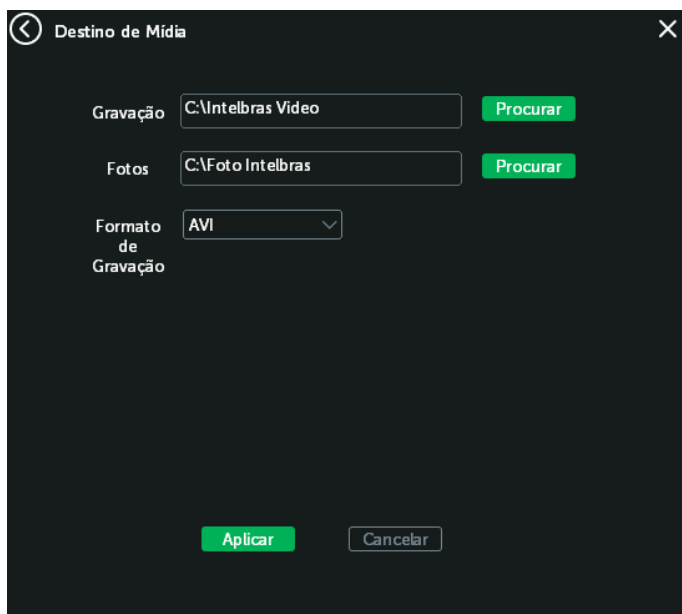 Destino de Mídia
Gravação
C:\Intelbras Video
Procurar
Fotos
C:\Foto Intelbras
Procurar
Formato
de
Gravação
AVI
Aplicar
Cancelar